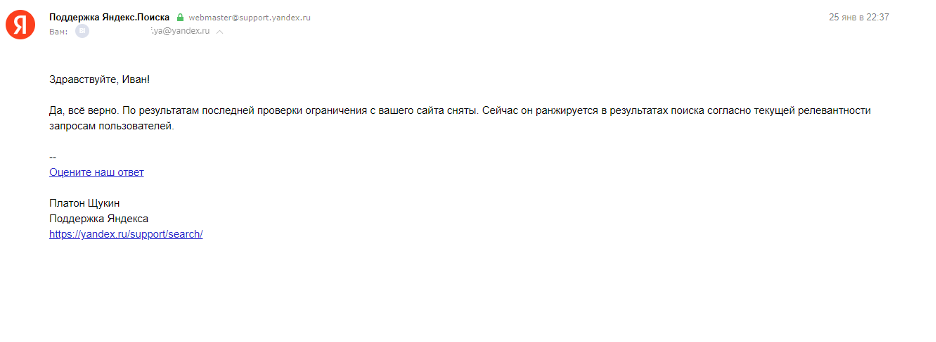 Я Поддержка Яндекс.Поиска webmaster@support.yandex.ru 25 янв в 22:37
Вам: .ya@yandex.ru
Здравствуйте, Иван!
Да, всё верно. По результатам последней проверки ограничения с вашего сайта сняты. Сейчас он ранжируется в результатах поиска согласно текущей релевантности
запросам пользователей.
--
Оцените наш ответ
Платон Щукин
Поддержка Яндекса
https://yandex.ru/support/search/